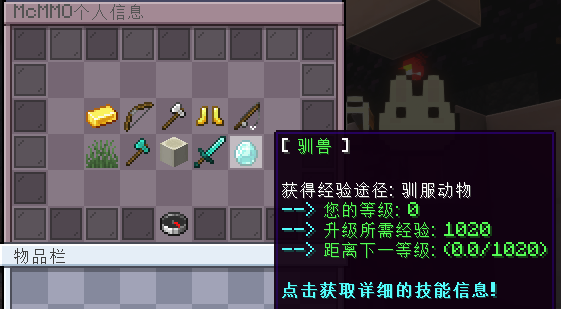 McMMO个人信息
[ 驯兽 ]
获得经验途径: 驯服动物
--> 您的等级: 0
--> 升级所需经验: 1020
--> 距离下一等级: (0.0/1020)
点击获取详细的技能信息!
物品栏